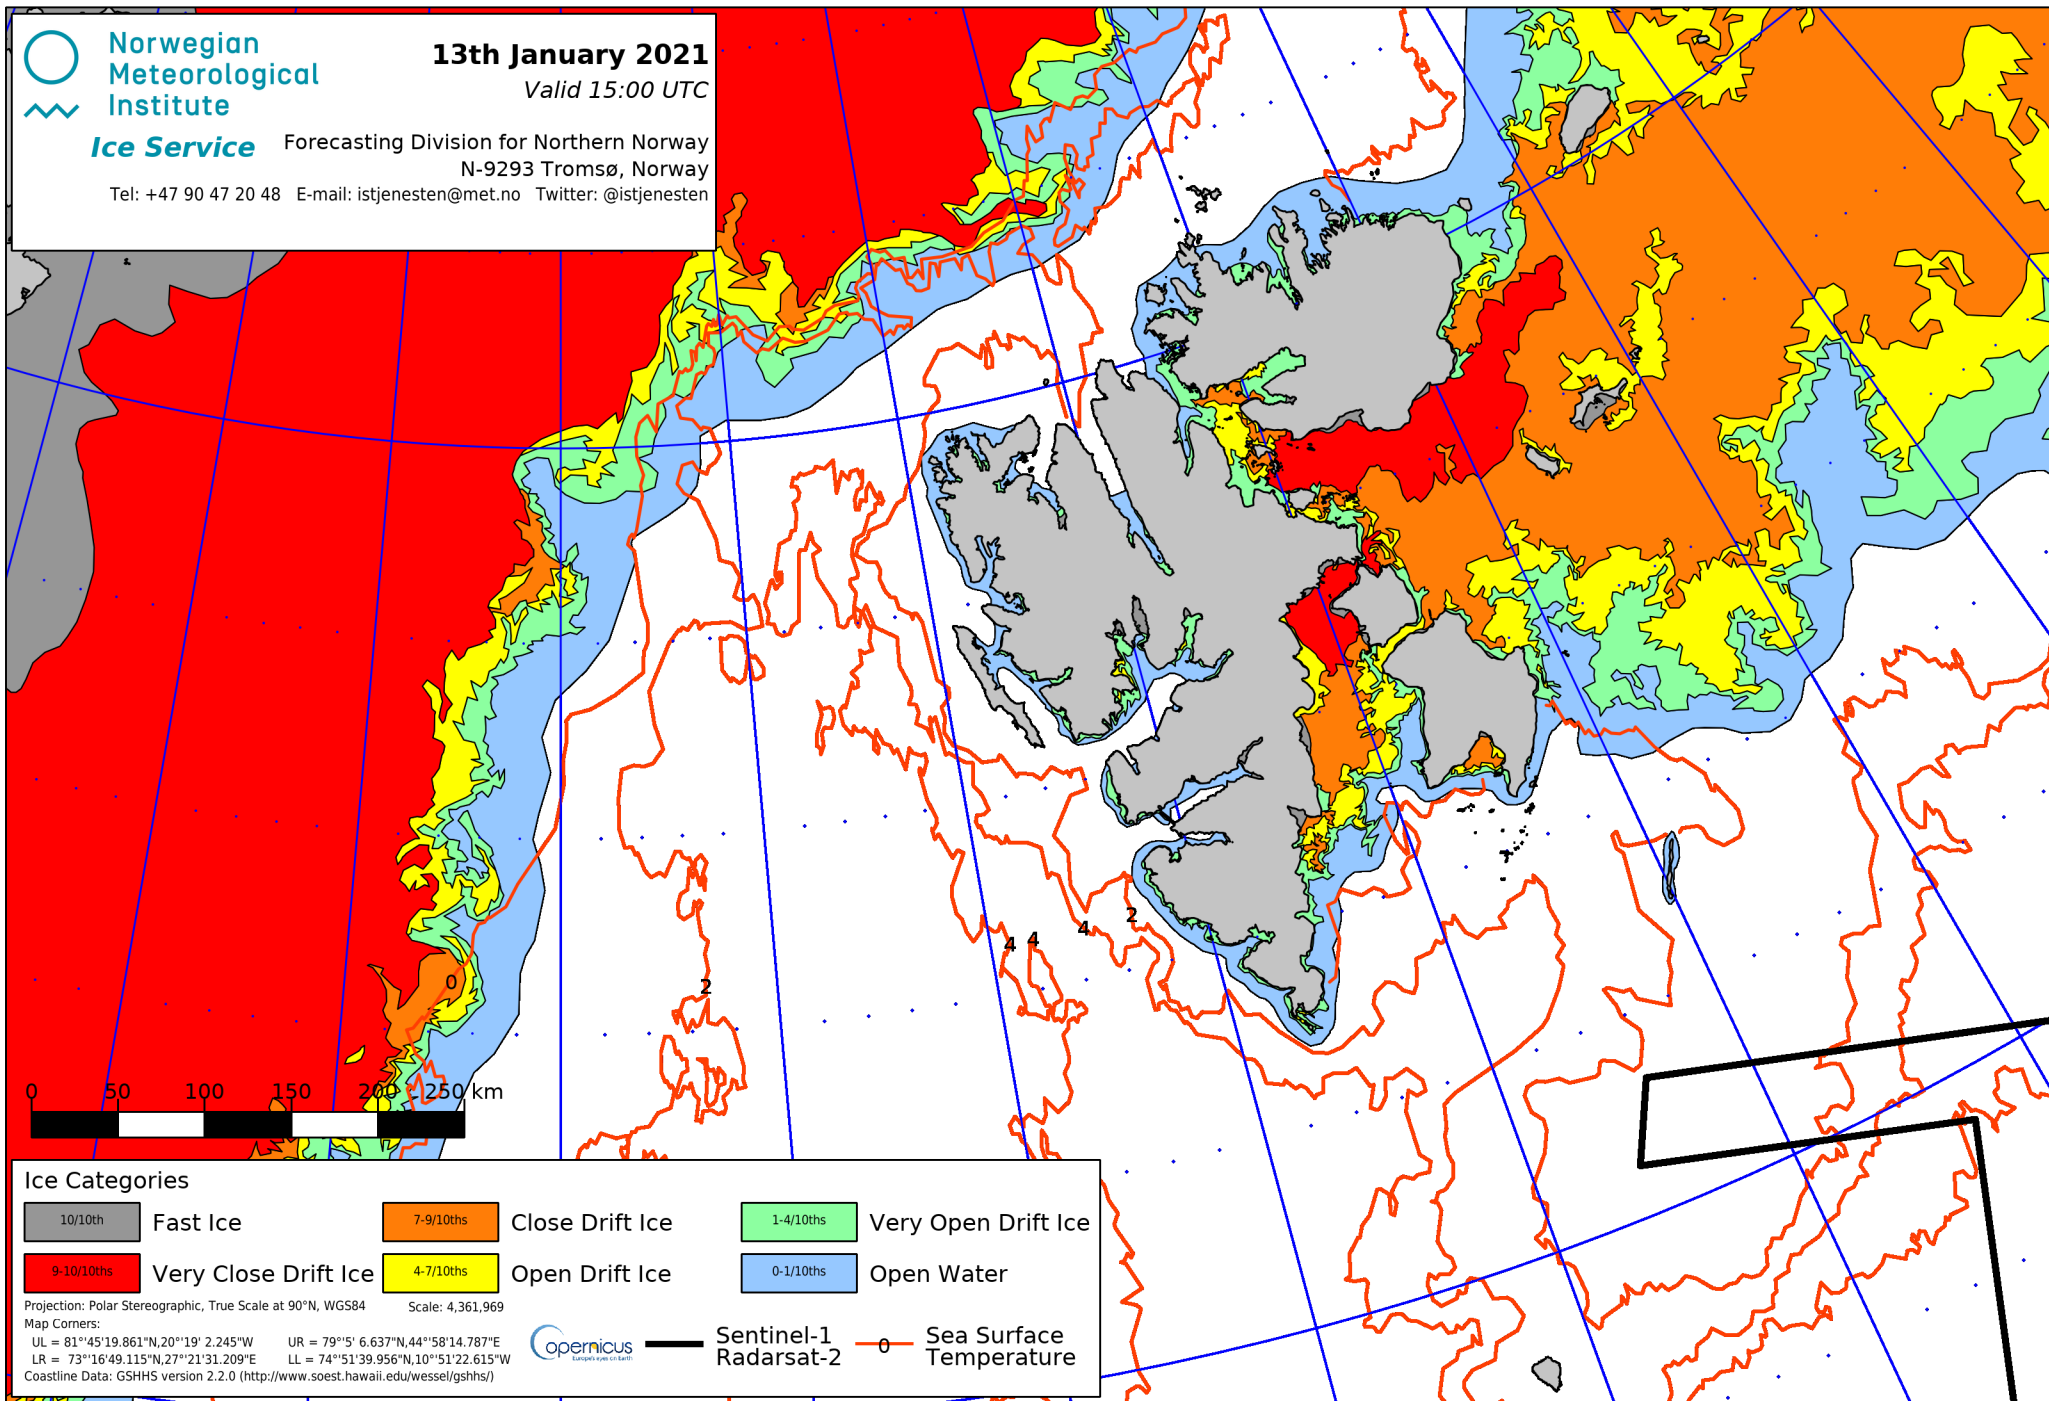 Norwegian
Meteorological
Institute
Ice Service
13th January 2021
Valid 15:00 UTC
Forecasting Division for Northern Norway
N-9293 Tromsø, Norway
Tel: +47 90 47 20 48 E-mail: istjenesten@met.no Twitter: @istjenesten
2
4
4
4
0
2
0 50 100 150 200 250 km
Ice Categories
10/10th Fast Ice
7-9/10ths Close Drift Ice
1-4/10ths Very Open Drift Ice
9-10/10ths Very Close Drift Ice
4-7/10ths Open Drift Ice
0-1/10ths Open Water
Projection: Polar Stereographic, True Scale at 90°N, WGS84 Scale: 4,361,969
Map Corners:
UL = 81°45'19.861"N,20°19' 2.245"W UR = 79°5' 6.637"N,44°58'14.787"E
LR = 73°16'49.115"N,27°21'31.209"E LL = 74°51'39.956"N,10°51'22.615"W
Coastline Data: GSHHS version 2.2.0 (http://www.soest.hawaii.edu/wessel/gshhs/)
Copernicus
Europe's eyes on Earth
Sentinel-1
Radarsat-2
0
Sea Surface
Temperature